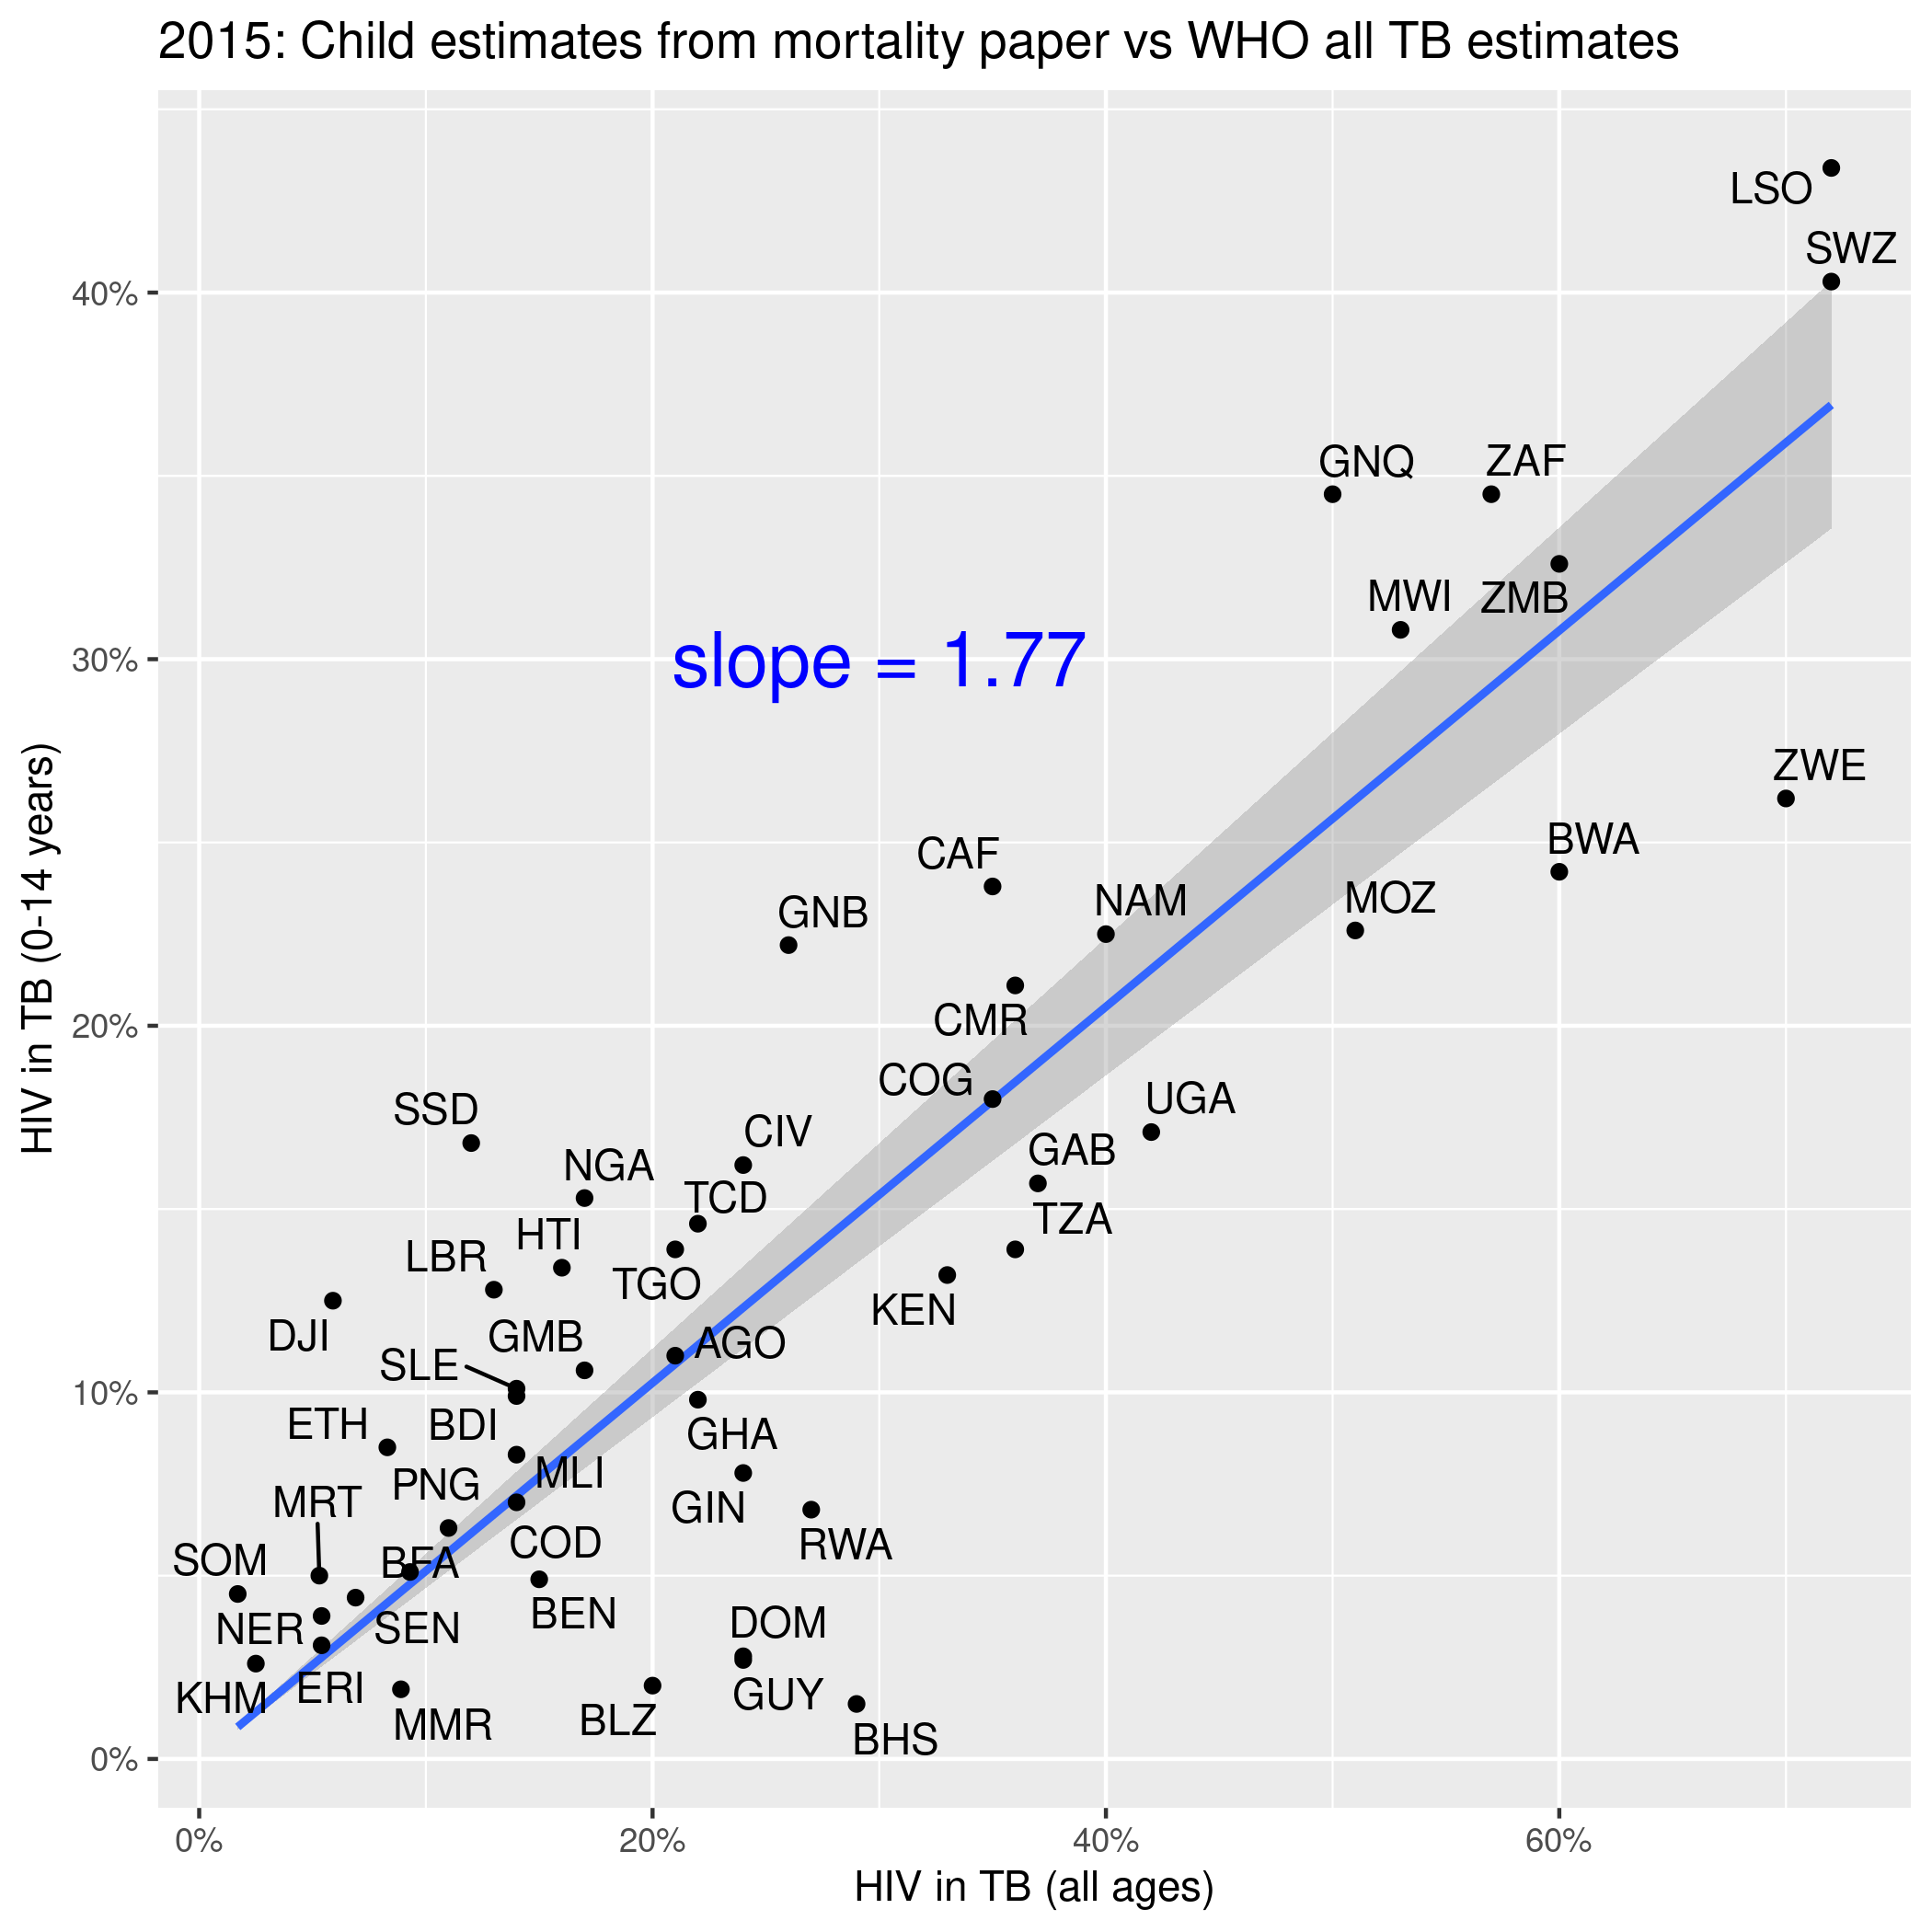 2015: Child estimates from mortality paper vs WHO all TB estimates
LSO
SWZ
40%
GNQ
ZAF
MWI
ZMB
slope = 1.77
30%
ZWE
BWA
CAF
MOZ
NAM
GNB
CMR
20%
COG
UGA
SSD
CIV
GAB
NGA
TCD
TZA
HTI
LBR
TGO
KEN
DJI
GMB
AGO
SLE
10%
ETH
BDI
GHA
MLI
PNG
MRT
GIN
COD
RWA
SOM
BFA
BEN
DOM
NER
SEN
ERI
KHM
GUY
MMR
BLZ
BHS
0%
HIV in TB (0-14 years)
0%
20%
40%
60%
HIV in TB (all ages)